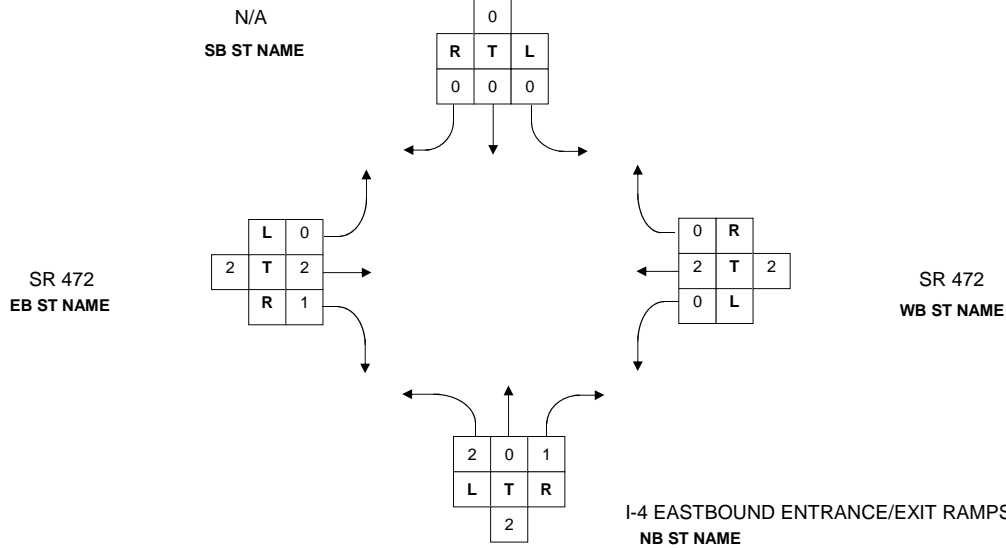 N/A
SB ST NAME
0
R T L
0 0 0
L 0
2 T 2
R 1
SR 472
EB ST NAME
0 R
2 T 2
0 L
SR 472
WB ST NAME
2 0 1
L T R
2
I-4 EASTBOUND ENTRANCE/EXIT RAMPS
NB ST NAME